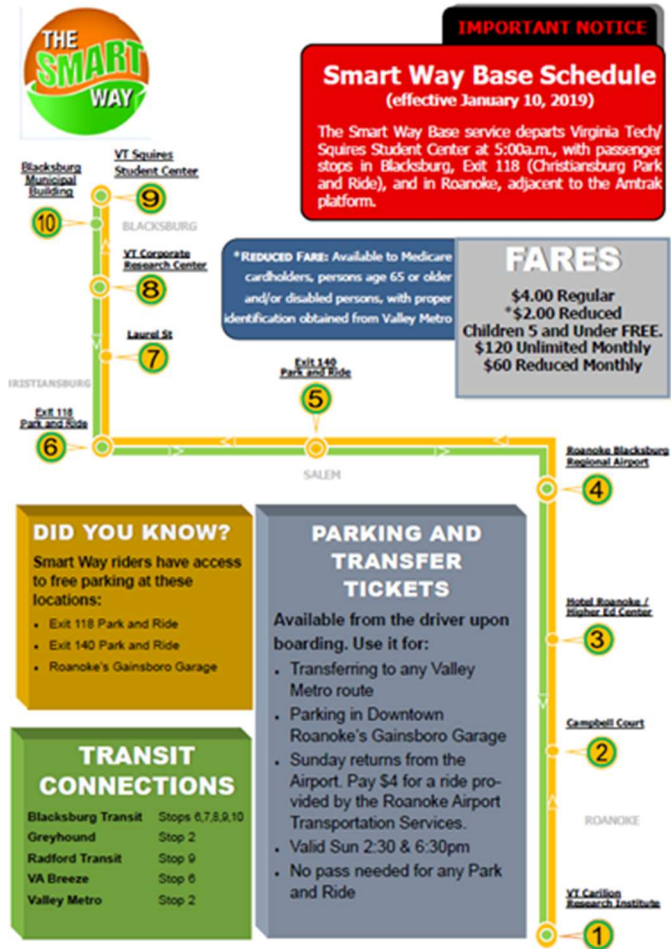 THE
SMART
WAY
IMPORTANT NOTICE
Smart Way Base Schedule
(effective January 10, 2019)
The Smart Way Base service departs Virginia Tech/
Squires Student Center at 5:00a.m., with passenger
stops in Blacksburg, Exit 118 (Christiansburg Park
and Ride), and in Roanoke, adjacent to the Amtrak
platform.
VT Squires
Student Center
9
Blacksburg
Municipal
Building
10
BLACKSBURG
VT Corporate
Research Center
8
Laurel St
7
RISTIANSBURG
Exit 118
Park and Ride
6
*REDUCED FARE: Available to Medicare
cardholders, persons age 65 or older
and/or disabled persons, with proper
identification obtained from Valley Metro
FARES
$4.00 Regular
*$2.00 Reduced
Children 5 and Under FREE.
$120 Unlimited Monthly
$60 Reduced Monthly
Exit 140
Park and Ride
5
SALEM
Roanoke Blacksburg
Regional Airport
4
Hotel Roanoke /
Higher Ed Center
3
Campbell Court
2
ROANOKE
VT Carilion
Research Institute
1
DID YOU KNOW?
Smart Way riders have access
to free parking at these
locations:
• Exit 118 Park and Ride
• Exit 140 Park and Ride
• Roanoke's Gainsboro Garage
TRANSIT
CONNECTIONS
Blacksburg Transit Stops 6,7,8,9,10
Greyhound Stop 2
Radford Transit Stop 9
VA Breeze Stop 6
Valley Metro Stop 2
PARKING AND
TRANSFER
TICKETS
Available from the driver upon
boarding. Use it for:
• Transferring to any Valley
Metro route
• Parking in Downtown
Roanoke's Gainsboro Garage
• Sunday returns from the
Airport. Pay $4 for a ride pro-
vided by the Roanoke Airport
Transportation Services.
• Valid Sun 2:30 & 6:30pm
• No pass needed for any Park
and Ride